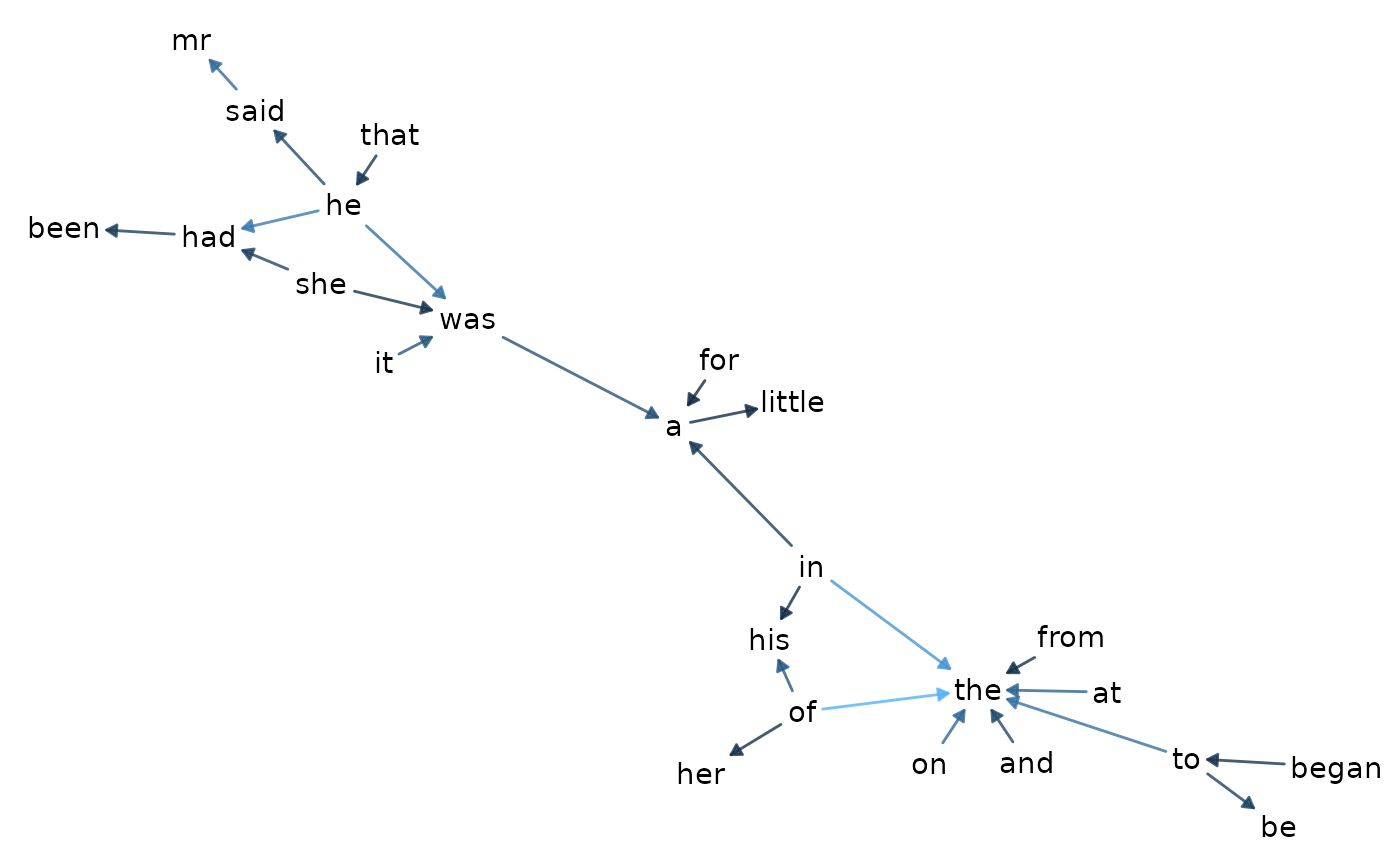 mr
said
that
he
been
had
she
was
it
for
little
a
in
his
from
the
at
of
on
and
to
began
her
be